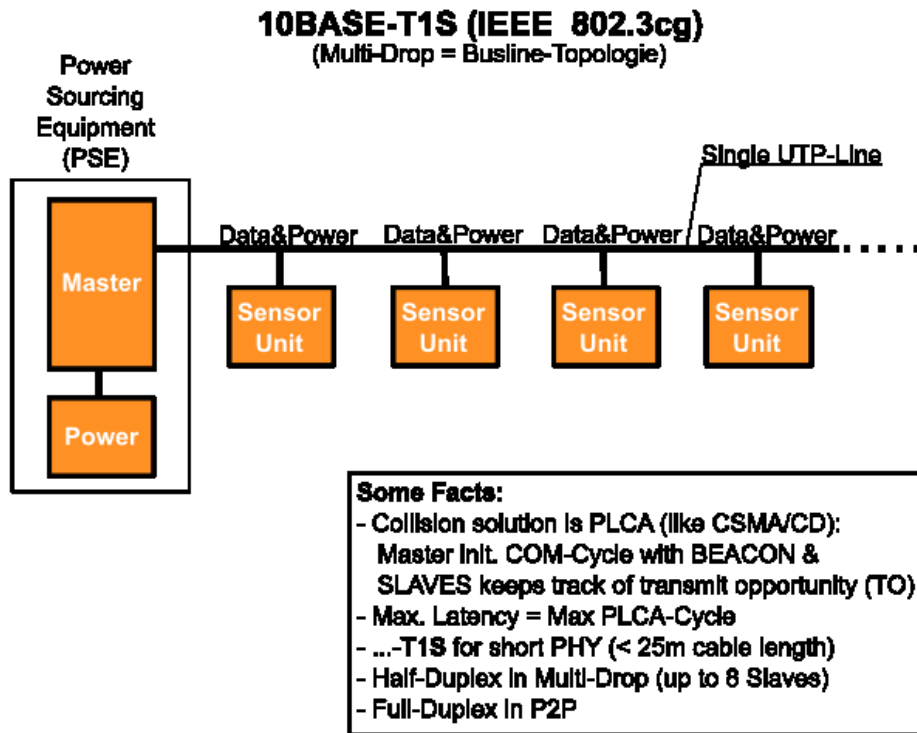 10BASE-T1S (IEEE 802.3cg)
(Multi-Drop = Busline-Topologie)
Power
Sourcing
Equipment
(PSE)
Single UTP-Line
Data&Power
Data&Power
Data&Power
Data&Power
Master
Sensor
Unit
Sensor
Unit
Sensor
Unit
Sensor
Unit
Power
Some Facts:
- Collision solution is PLCA (like CSMA/CD):
Master init. COM-Cycle with BEACON &
SLAVES keeps track of transmit opportunity (TO)
- Max. Latency = Max PLCA-Cycle
- ...-T1S for short PHY (< 25m cable length)
- Half-Duplex in Multi-Drop (up to 8 Slaves)
- Full-Duplex in P2P